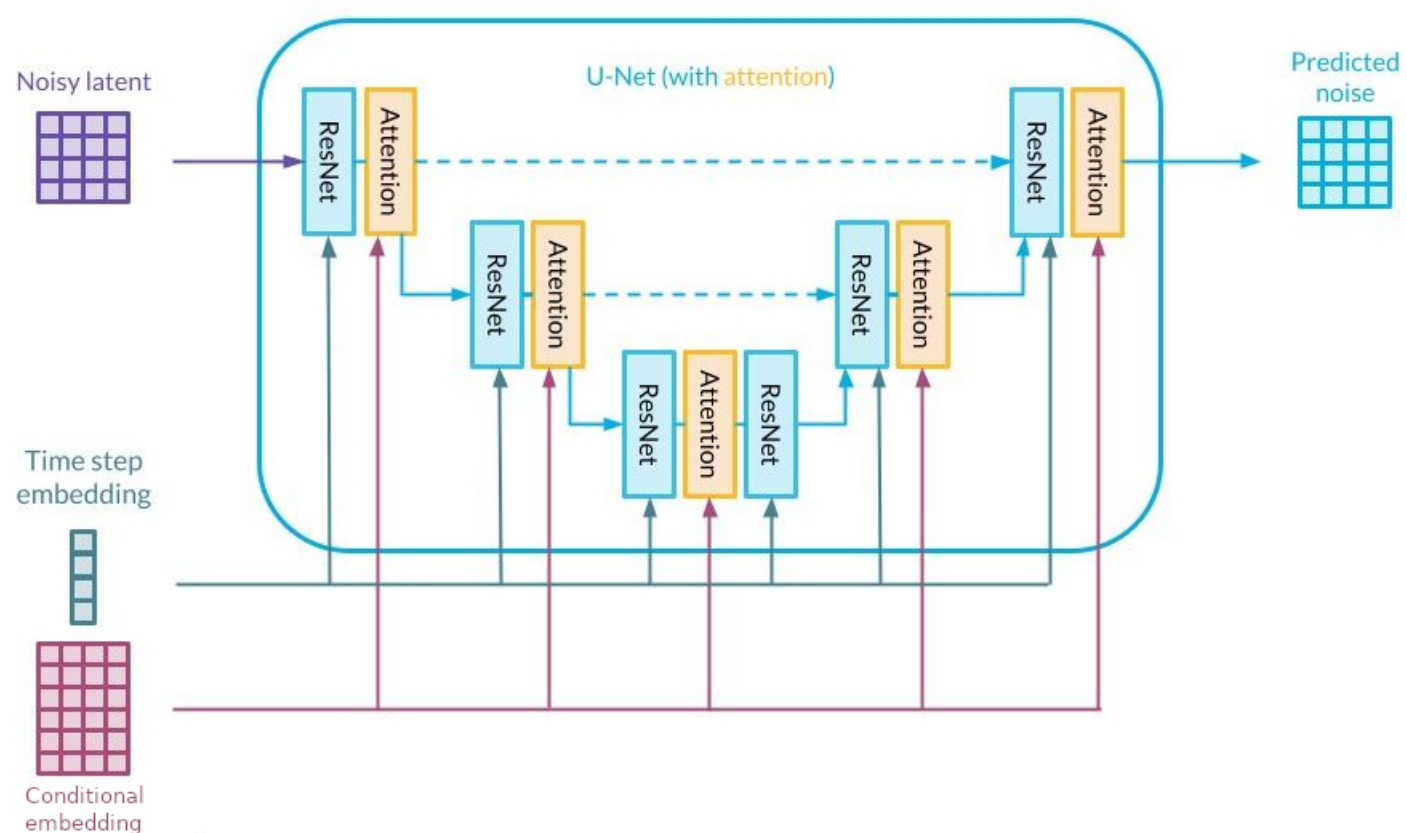 U-Net (with attention)
Noisy latent
Predicted
noise
ResNet
Attention
ResNet
Attention
ResNet
Attention
ResNet
Attention
ResNet
Attention
ResNet
ResNet
Attention
Time step
embedding
Conditional
embedding